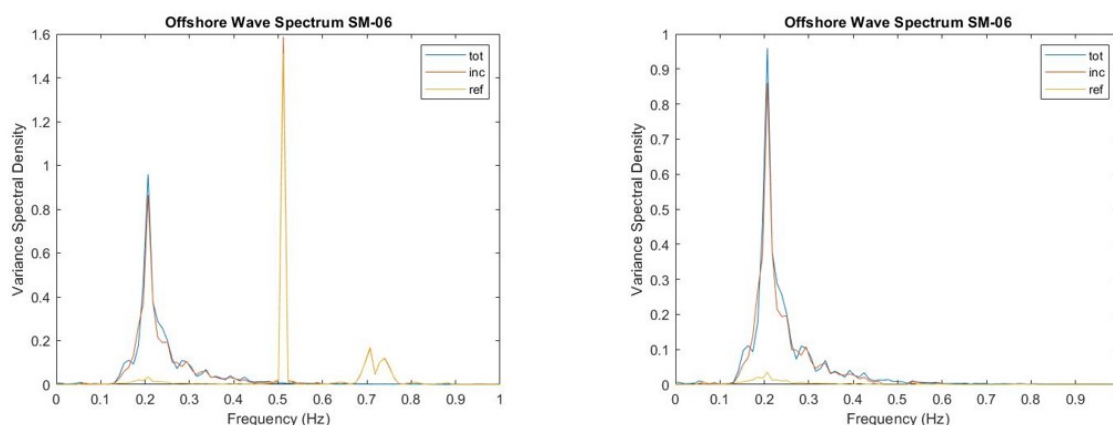 Offshore Wave Spectrum SM-06
Variance Spectral Density
1.6
1.4
1.2
1
0.8
0.6
0.4
0.2
0
tot
inc
ref
0 0.1 0.2 0.3 0.4 0.5 0.6 0.7 0.8 0.9 1
Frequency (Hz)
Offshore Wave Spectrum SM-06
Variance Spectral Density
1
0.9
0.8
0.7
0.6
0.5
0.4
0.3
0.2
0.1
0
tot
inc
ref
0 0.1 0.2 0.3 0.4 0.5 0.6 0.7 0.8 0.9 1
Frequency (Hz)